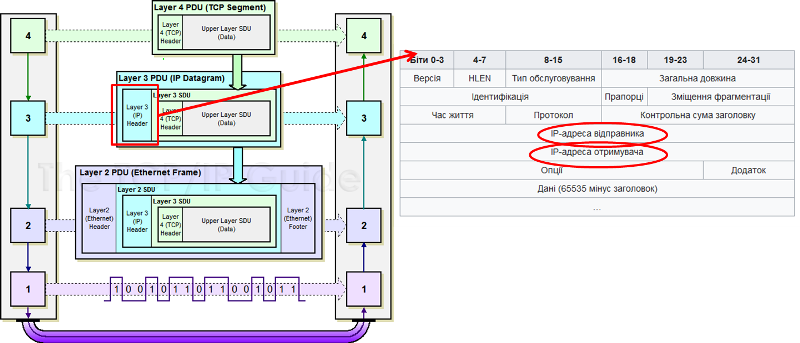 Layer 4 PDU (TCP Segment)
4
Layer
4 (TCP)
Header
Upper Layer SDU
(Data)
4
Layer 3 PDU (IP Datagram)
Layer 3 SDU
3
Layer 3
(IP)
Header
Layer
4 (TCP)
Header
Upper Layer SDU
(Data)
3
Layer 2 PDU (Ethernet Frame)
Layer 2 SDU
Layer 3 SDU
2
Layer2
(Ethernet)
Header
Layer 3
(IP)
Header
Layer
4 (TCP)
Header
Upper Layer SDU
(Data)
Layer 2
(Ethernet)
Footer
2
1
1 0 0 1 0 1 1 0 1 1 0 0 1 0 1 1
1
The TCP/IP Guide
Біти 0-3 4-7 8-15 16-18 19-23 24-31
Версія HLEN Тип обслуговування Загальна довжина
Ідентифікація Прапорці Зміщення фрагментації
Час життя Протокол Контрольна сума заголовку
IP-адреса відправника
IP-адреса отримувача
Опції Додаток
Дані (65535 мінус заголовок)
...